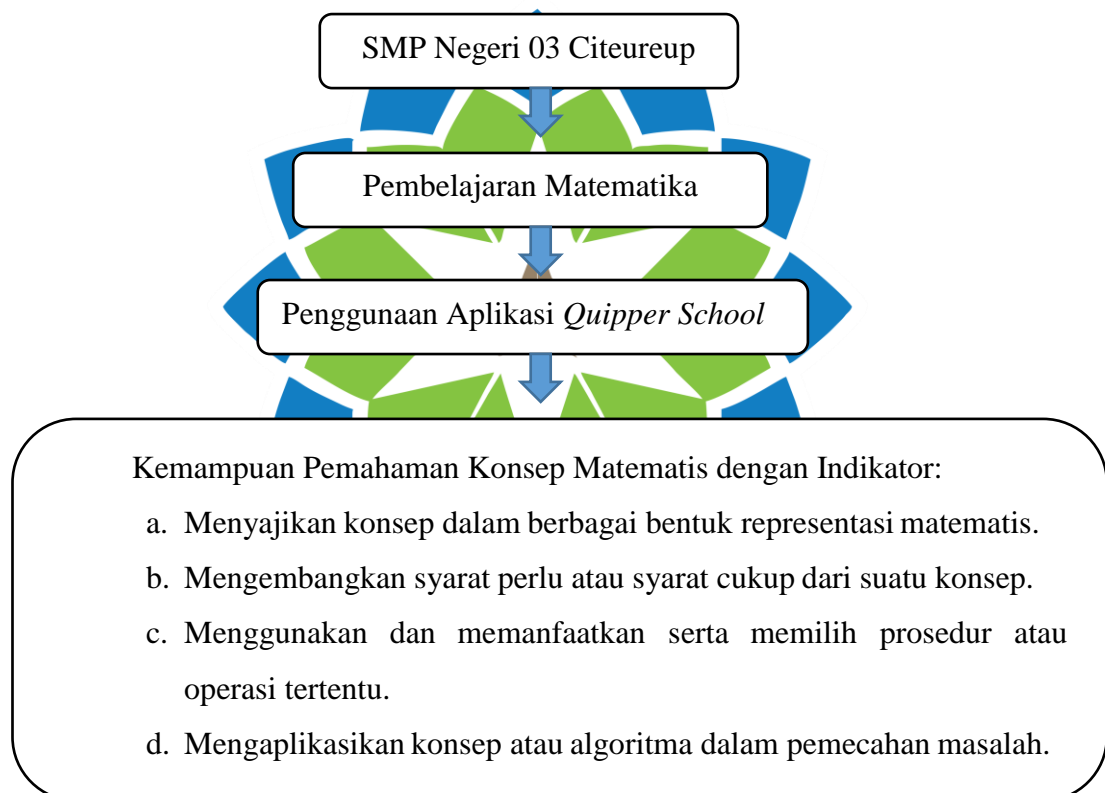 SMP Negeri 03 Citeureup
Pembelajaran Matematika
Penggunaan Aplikasi Quipper School
Kemampuan Pemahaman Konsep Matematis dengan Indikator:
a. Menyajikan konsep dalam berbagai bentuk representasi matematis.
b. Mengembangkan syarat perlu atau syarat cukup dari suatu konsep.
c. Menggunakan dan memanfaatkan serta memilih prosedur atau
operasi tertentu.
d. Mengaplikasikan konsep atau algoritma dalam pemecahan masalah.